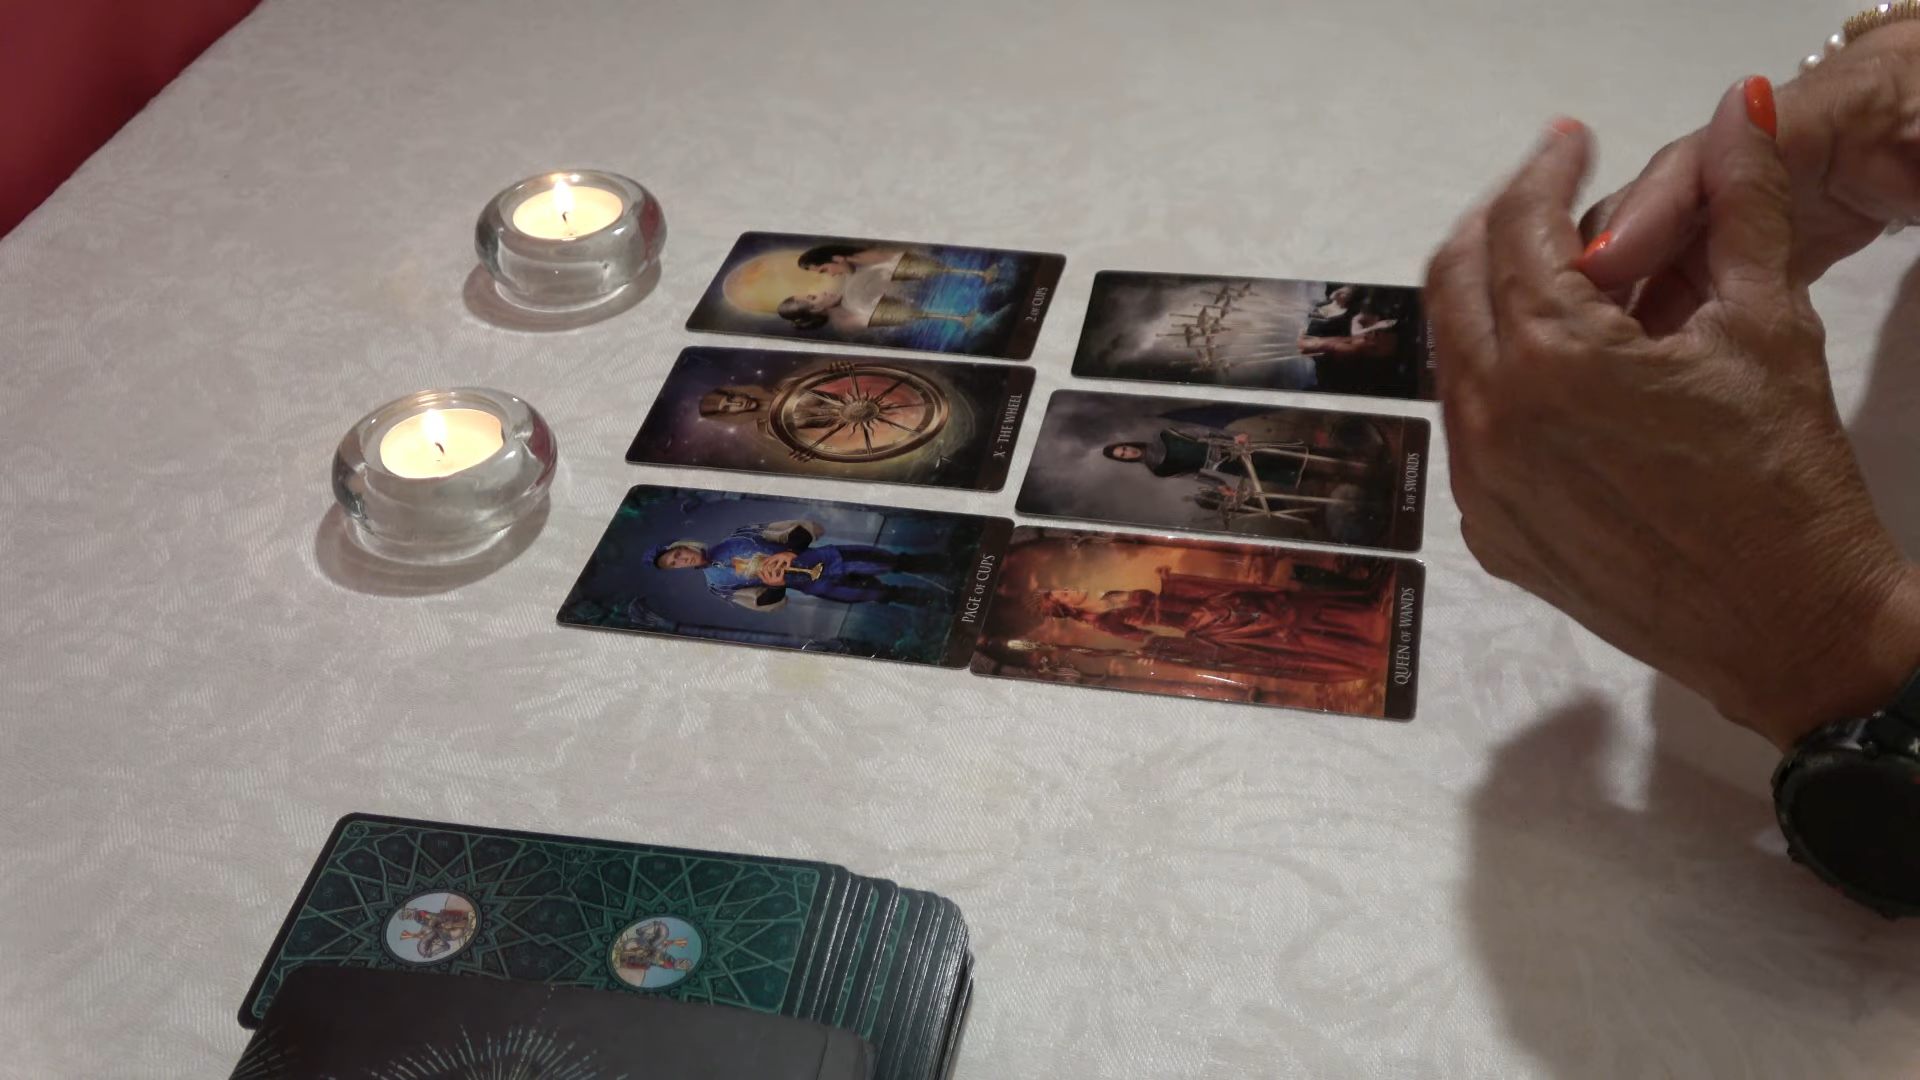 2 OF CUPS
X - THE WHEEL
5 OF SWORDS
PAGE OF CUPS
QUEEN OF WANDS